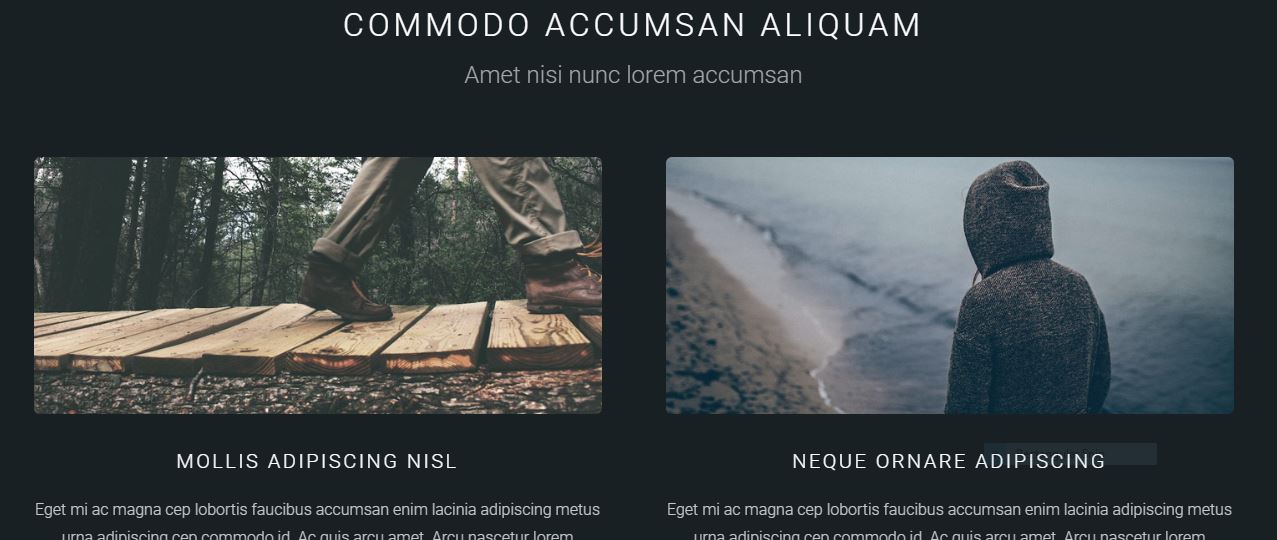 COMMODO ACCUMSAN ALIQUAM
Amet nisi nunc lorem accumsan
MOLLIS ADIPISCING NISL
Eget mi ac magna cep lobortis faucibus accumsan enim lacinia adipiscing metus
urna adipiscing cep commodo id. Ac quis arcu amet. Arcu nascetur lorem
NEQUE ORNARE ADIPISCING
Eget mi ac magna cep lobortis faucibus accumsan enim lacinia adipiscing metus
urna adipiscing cep commodo id. Ac quis arcu amet. Arcu nascetur lorem